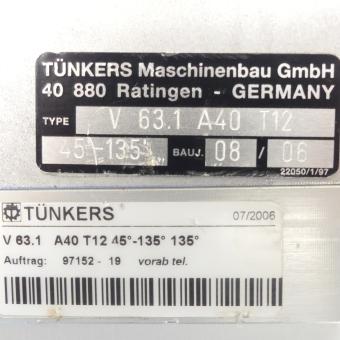 TÜNKERS Maschinenbau GmbH
40 880 Ratingen - GERMANY
TYPE V 63.1 A40 T12
45°-135° BAUJ. 08 / 06
22050/1/97
TÜNKERS 07/2006
V 63.1 A40 T12 45°-135° 135°
Auftrag: 97152 - 19 vorab tel.